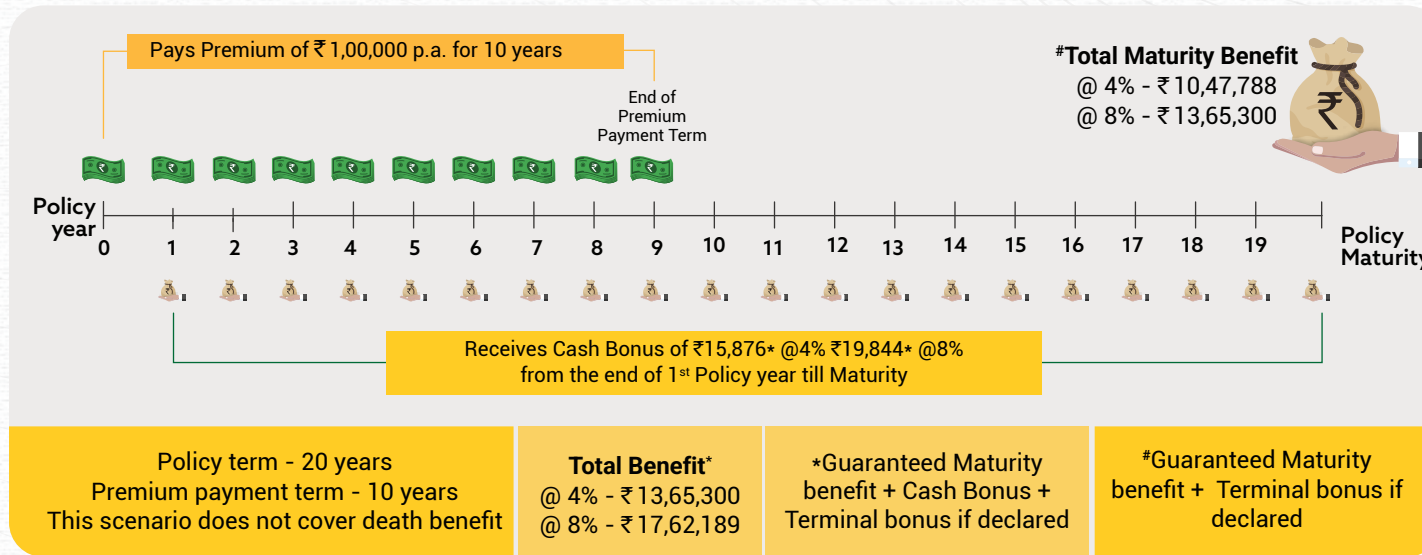 Pays Premium of ₹ 1,00,000 p.a. for 10 years
#Total Maturity Benefit
@ 4% - ₹ 10,47,788
@ 8% - ₹ 13,65,300
End of
Premium
Payment Term
Policy
year
0 1 2 3 4 5 6 7 8 9 10 11 12 13 14 15 16 17 18 19
Policy
Maturity
Receives Cash Bonus of ₹15,876* @4% ₹19,844* @8%
from the end of 1st Policy year till Maturity
Policy term - 20 years
Premium payment term - 10 years
This scenario does not cover death benefit
Total Benefit*
@ 4% - ₹ 13,65,300
@ 8% - ₹ 17,62,189
*Guaranteed Maturity
benefit + Cash Bonus +
Terminal bonus if declared
#Guaranteed Maturity
benefit + Terminal bonus if
declared